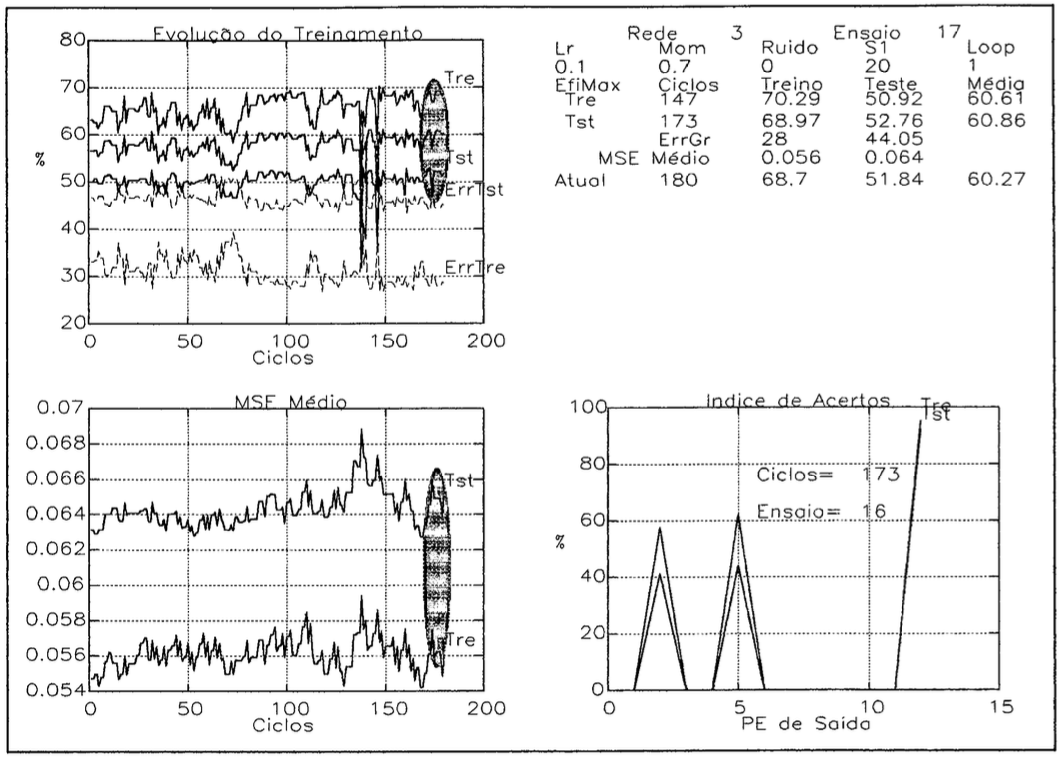 Evolução do Treinamento
80
70
60
%
50
40
30
20
Tre
Tst
ErrTst
ErrTre
0 50 100 150 200
Ciclos
Rede 3 Ensaio 17
Lr Mom Ruido S1 Loop
0.1 0.7 0 20 1
EfiMax Ciclos Treino Teste Média
Tre 147 70.29 50.92 60.61
Tst 173 68.97 52.76 60.86
ErrGr 28 44.05
MSE Médio 0.056 0.064
Atual 180 68.7 51.84 60.27
MSE Médio
0.07
0.068
0.066
0.064
0.062
0.06
0.058
0.056
0.054
Tst
Tre
0 50 100 150 200
Ciclos
Indice de Acertos
100
80
60
%
40
20
0
Tre
Tst
Ciclos= 173
Ensaio= 16
0 5 10 15
PE de Saída